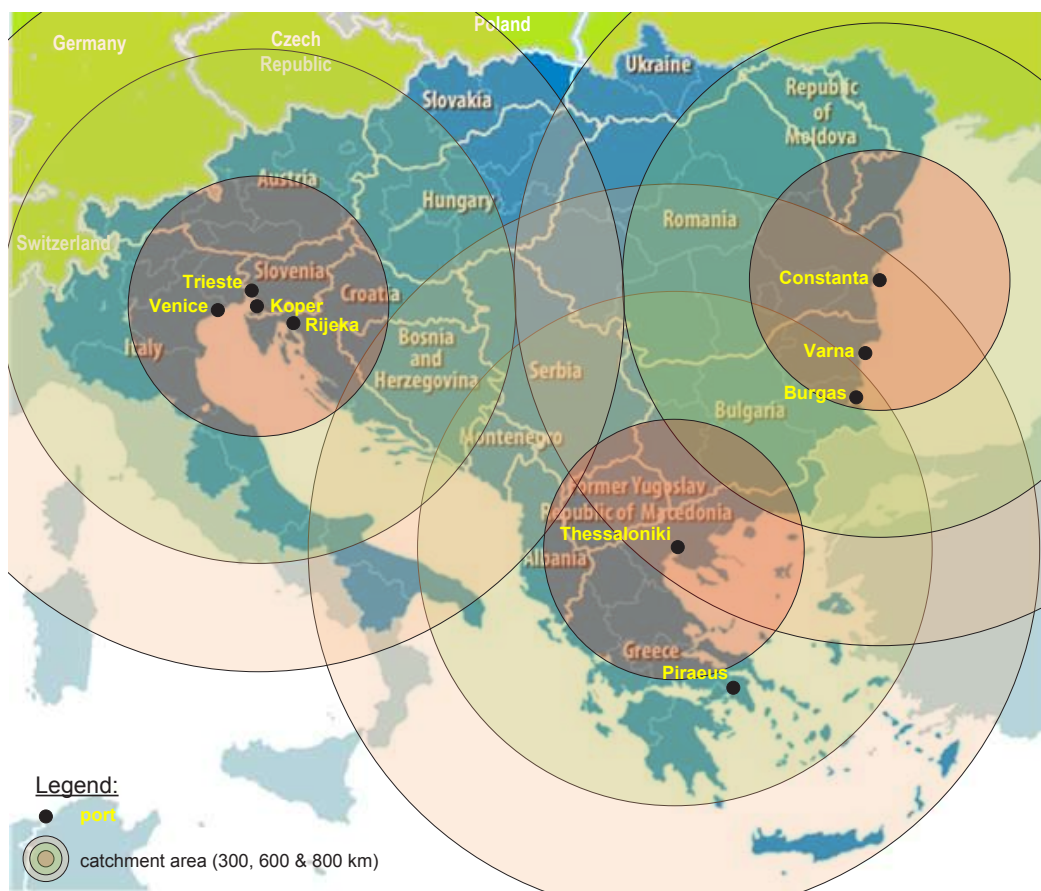 Poland
Germany
Czech
Republic
Ukraine
Slovakia
Republic
of
Moldova
Austria
Hungary
Romania
Switzerland
Slovenia
Trieste
Constanta
Croatia
Venice
Koper
Rijeka
Italy
Bosnia
and
Herzegovina
Varna
Serbia
Burgas
Bulgaria
Montenegro
Former Yugoslav
Republic of Macedonia
Thessaloniki
Albania
Greece
Piraeus
Legend:
port
catchment area (300, 600 & 800 km)